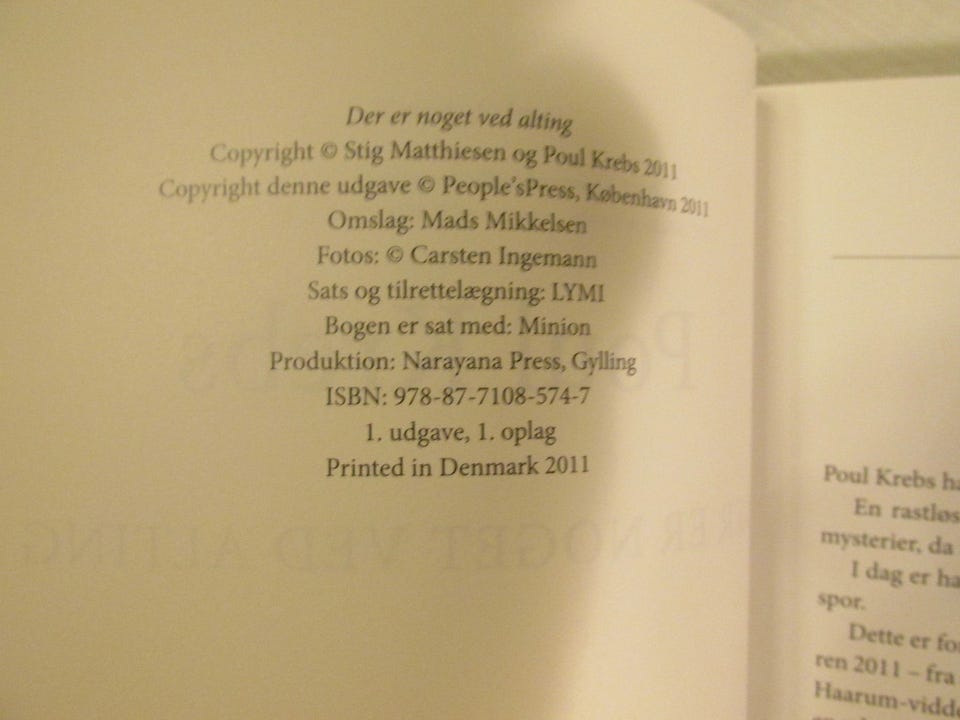 Der er noget ved alting
Copyright © Stig Matthiesen og Poul Krebs 2011
Copyright denne udgave © People'sPress, København 2011
Omslag: Mads Mikkelsen
Fotos: © Carsten Ingemann
Sats og tilrettelægning: LYMI
Bogen er sat med: Minion
Produktion: Narayana Press, Gylling
ISBN: 978-87-7108-574-7
1. udgave, 1. oplag
Printed in Denmark 2011
Poul Krebs
En rastløs
mysterier, da
I dag er
spor.
Dette er
ren 2011 – fra